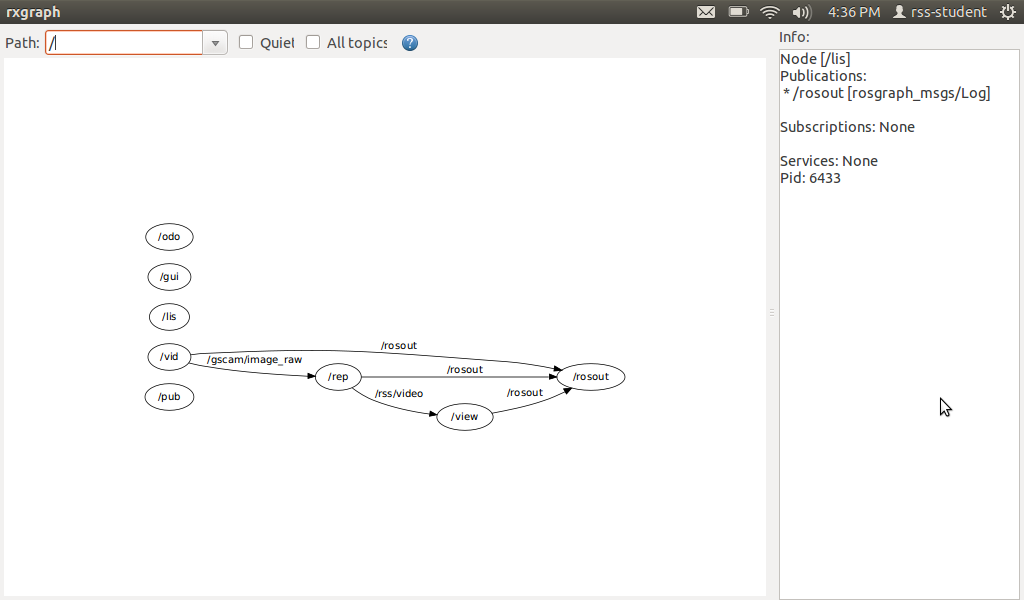 rxgraph 4:36 PM rss-student
Path: / Quiet All topics ?
Info:
Node [/lis]
Publications:
* /rosout [rosgraph_msgs/Log]
Subscriptions: None
Services: None
Pid: 6433
/odo
/gui
/lis
/vid
/pub
/rosout
/gscam/image_raw
/rep
/rosout
/rss/video
/view
/rosout
/rosout